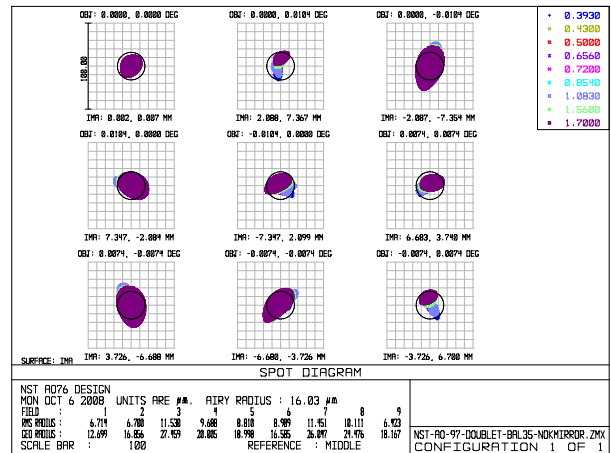 OBJ: 0.0000, 0.0000 DEG
OBJ: 0.0000, 0.0104 DEG
OBJ: 0.0000, -0.0104 DEG
100.00
IMA: 0.002, 0.007 MM
IMA: 2.088, 7.367 MM
IMA: -2.087, -7.354 MM
OBJ: 0.0104, 0.0000 DEG
OBJ: -0.0104, 0.0000 DEG
OBJ: 0.0074, 0.0074 DEG
IMA: 7.347, -2.084 MM
IMA: -7.347, 2.099 MM
IMA: 6.683, 3.740 MM
OBJ: 0.0074, -0.0074 DEG
OBJ: -0.0074, -0.0074 DEG
OBJ: -0.0074, 0.0074 DEG
IMA: 3.726, -6.688 MM
IMA: -6.680, -3.726 MM
IMA: -3.726, 6.700 MM
0.3930
0.4300
0.5000
0.6560
0.7200
0.8540
1.0830
1.5600
1.7000
SURFACE: IMA
SPOT DIAGRAM
NST AO76 DESIGN
MON OCT 6 2008 UNITS ARE µm. AIRY RADIUS : 16.03 µm
FIELD : 1 2 3 4 5 6 7 8 9
RMS RADIUS : 6.714 6.700 11.530 9.688 8.810 8.909 11.451 10.111 6.423
GEO RADIUS : 12.699 16.856 27.459 20.085 18.998 16.585 26.097 24.476 18.167
SCALE BAR : 100 REFERENCE : MIDDLE
NST-AO-97-DOUBLET-BAL35-NOKMIRROR.ZMX
CONFIGURATION 1 OF 1